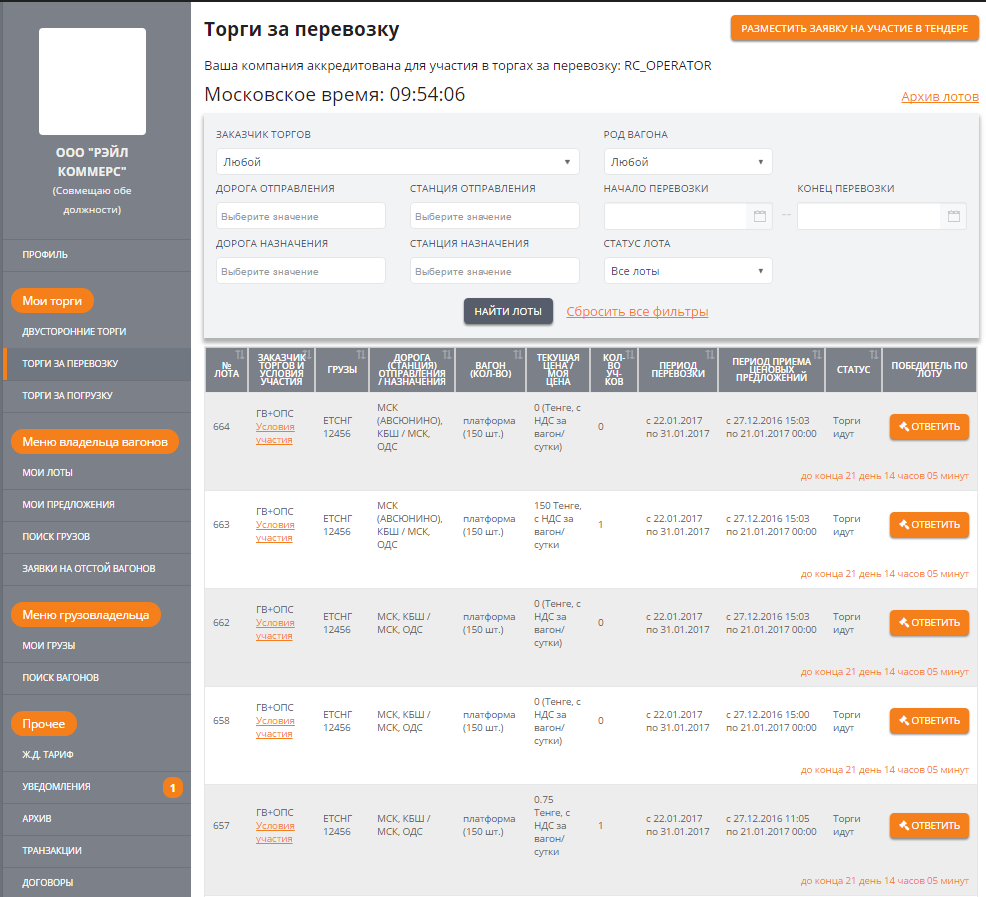 ООО "РЭЙЛ
КОММЕРС"
(Совмещаю обе
должности)
ПРОФИЛЬ
Мои торги
ДВУСТОРОННИЕ ТОРГИ
ТОРГИ ЗА ПЕРЕВОЗКУ
ТОРГИ ЗА ПОГРУЗКУ
Меню владельца вагонов
МОИ ЛОТЫ
МОИ ПРЕДЛОЖЕНИЯ
ПОИСК ГРУЗОВ
ЗАЯВКИ НА ОТСТОЙ ВАГОНОВ
Меню грузовладельца
МОИ ГРУЗЫ
ПОИСК ВАГОНОВ
Прочее
Ж.Д. ТАРИФ
УВЕДОМЛЕНИЯ 1
АРХИВ
ТРАНЗАКЦИИ
ДОГОВОРЫ
Торги за перевозку
РАЗМЕСТИТЬ ЗАЯВКУ НА УЧАСТИЕ В ТЕНДЕРЕ
Ваша компания аккредитована для участия в торгах за перевозку: RC_OPERATOR
Московское время: 09:54:06
Архив лотов
ЗАКАЗЧИК ТОРГОВ РОД ВАГОНА
Любой Любой
ДОРОГА ОТПРАВЛЕНИЯ СТАНЦИЯ ОТПРАВЛЕНИЯ НАЧАЛО ПЕРЕВОЗКИ КОНЕЦ ПЕРЕВОЗКИ
Выберите значение Выберите значение --
ДОРОГА НАЗНАЧЕНИЯ СТАНЦИЯ НАЗНАЧЕНИЯ СТАТУС ЛОТА
Выберите значение Выберите значение Все лоты
НАЙТИ ЛОТЫ Сбросить все фильтры
№
ЛОТА
ЗАКАЗЧИК
ТОРГОВ И
УСЛОВИЯ
УЧАСТИЯ
ГРУЗЫ
ДОРОГА
(СТАНЦИЯ)
ОТПРАВЛЕНИЯ
/ НАЗНАЧЕНИЯ
ВАГОН
(КОЛ-ВО)
ТЕКУЩАЯ
ЦЕНА /
МОЯ
ЦЕНА
КОЛ-
ВО
УЧ-
КОВ
ПЕРИОД
ПЕРЕВОЗКИ
ПЕРИОД ПРИЕМА
ЦЕНОВЫХ
ПРЕДЛОЖЕНИЙ
СТАТУС
ПОБЕДИТЕЛЬ ПО
ЛОТУ
664
ГВ+ОПС
Условия
участия
ЕТСНГ
12456
МСК
(АВСЮНИНО),
КБШ / МСК,
ОДС
платформа
(150 шт.)
0 (Тенге, с
НДС за
вагон/
сутки)
0
с 22.01.2017
по 31.01.2017
с 27.12.2016 15:03
по 21.01.2017 00:00
Торги
идут
ОТВЕТИТЬ
до конца 21 день 14 часов 05 минут
663
ГВ+ОПС
Условия
участия
ЕТСНГ
12456
МСК
(АВСЮНИНО),
КБШ / МСК,
ОДС
платформа
(150 шт.)
150 Тенге,
с НДС за
вагон/
сутки
1
с 22.01.2017
по 31.01.2017
с 27.12.2016 15:03
по 21.01.2017 00:00
Торги
идут
ОТВЕТИТЬ
до конца 21 день 14 часов 05 минут
662
ГВ+ОПС
Условия
участия
ЕТСНГ
12456
МСК, КБШ /
МСК, ОДС
платформа
(150 шт.)
0 (Тенге, с
НДС за
вагон/
сутки)
0
с 22.01.2017
по 31.01.2017
с 27.12.2016 15:03
по 21.01.2017 00:00
Торги
идут
ОТВЕТИТЬ
до конца 21 день 14 часов 05 минут
658
ГВ+ОПС
Условия
участия
ЕТСНГ
12456
МСК, КБШ /
МСК, ОДС
платформа
(150 шт.)
0 (Тенге, с
НДС за
вагон/
сутки)
0
с 22.01.2017
по 31.01.2017
с 27.12.2016 15:00
по 21.01.2017 00:00
Торги
идут
ОТВЕТИТЬ
до конца 21 день 14 часов 05 минут
657
ГВ+ОПС
Условия
участия
ЕТСНГ
12456
МСК, КБШ /
МСК, ОДС
платформа
(150 шт.)
0.75
Тенге, с
НДС за
вагон/
сутки
1
с 22.01.2017
по 31.01.2017
с 27.12.2016 11:05
по 21.01.2017 00:00
Торги
идут
ОТВЕТИТЬ
до конца 21 день 14 часов 05 минут